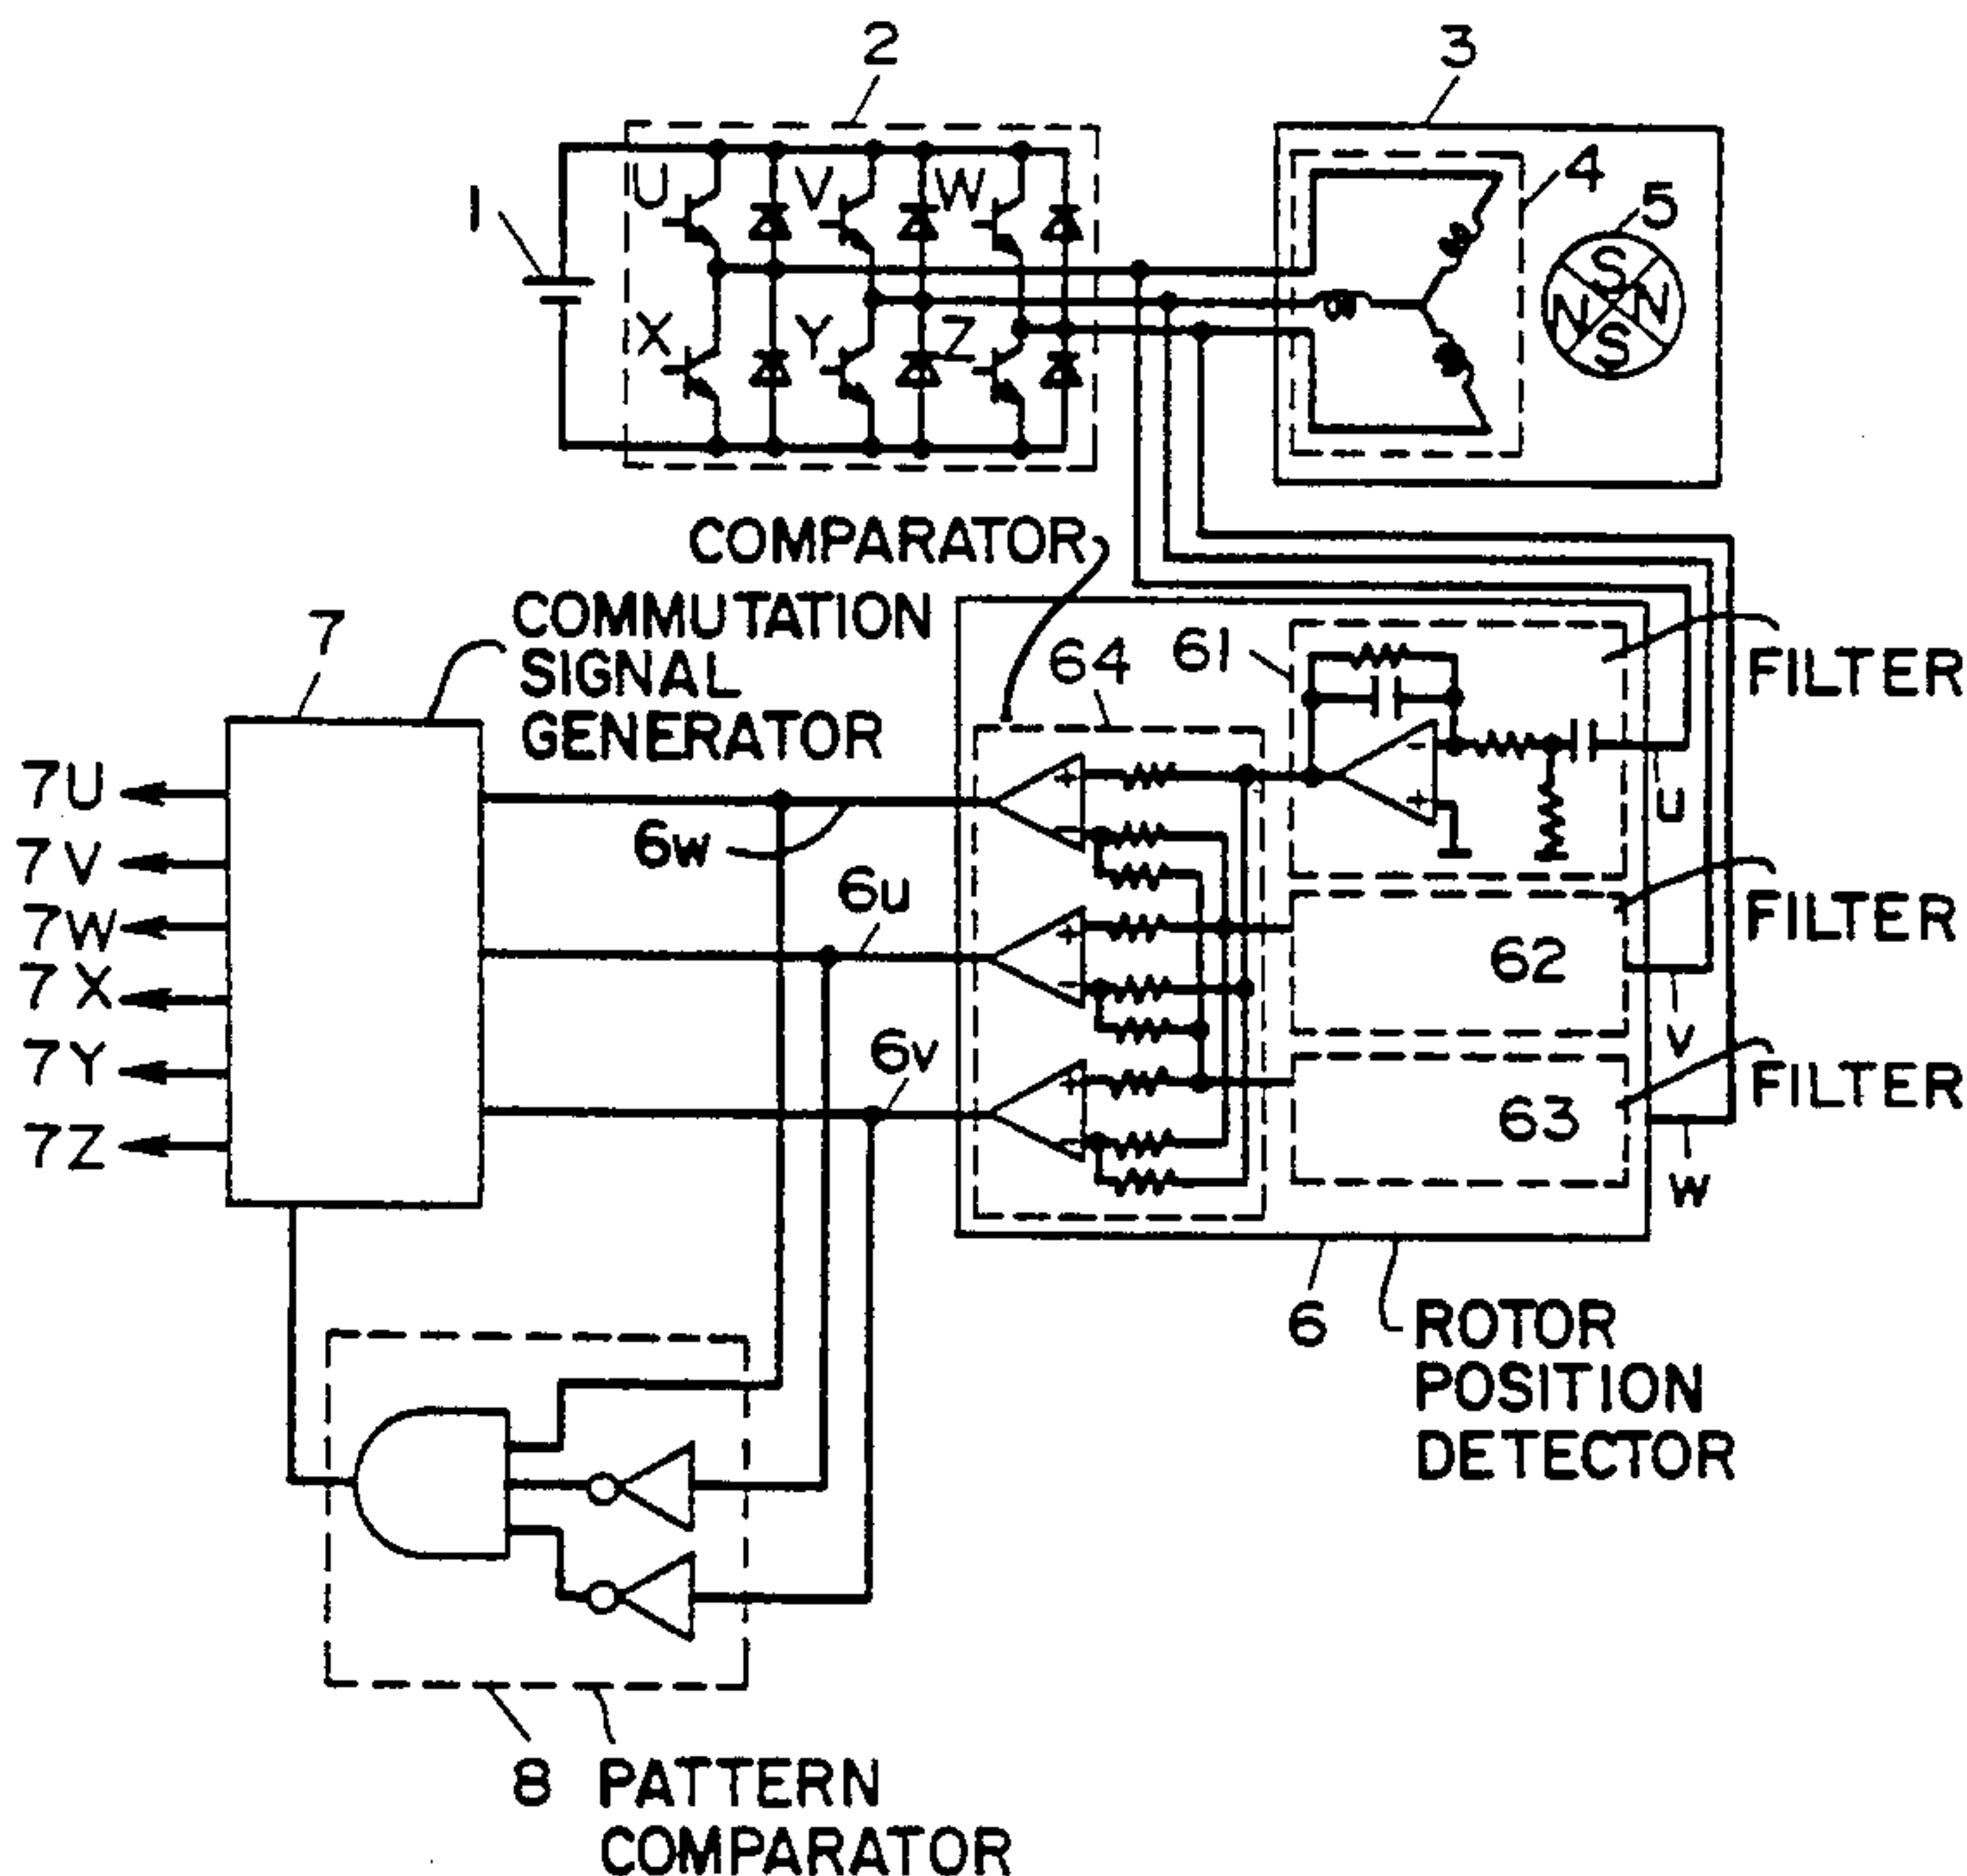 2
3
1
U
V
W
4
5
S
N
N
S
X
Y
Z
COMPARATOR
7
COMMUTATION
SIGNAL
GENERATOR
64
61
FILTER
-
+
+
-
u
7U
7V
7W
7X
7Y
7Z
6w
6u
6v
+
-
+
-
62
FILTER
v
63
FILTER
w
6
ROTOR
POSITION
DETECTOR
8
PATTERN
COMPARATOR